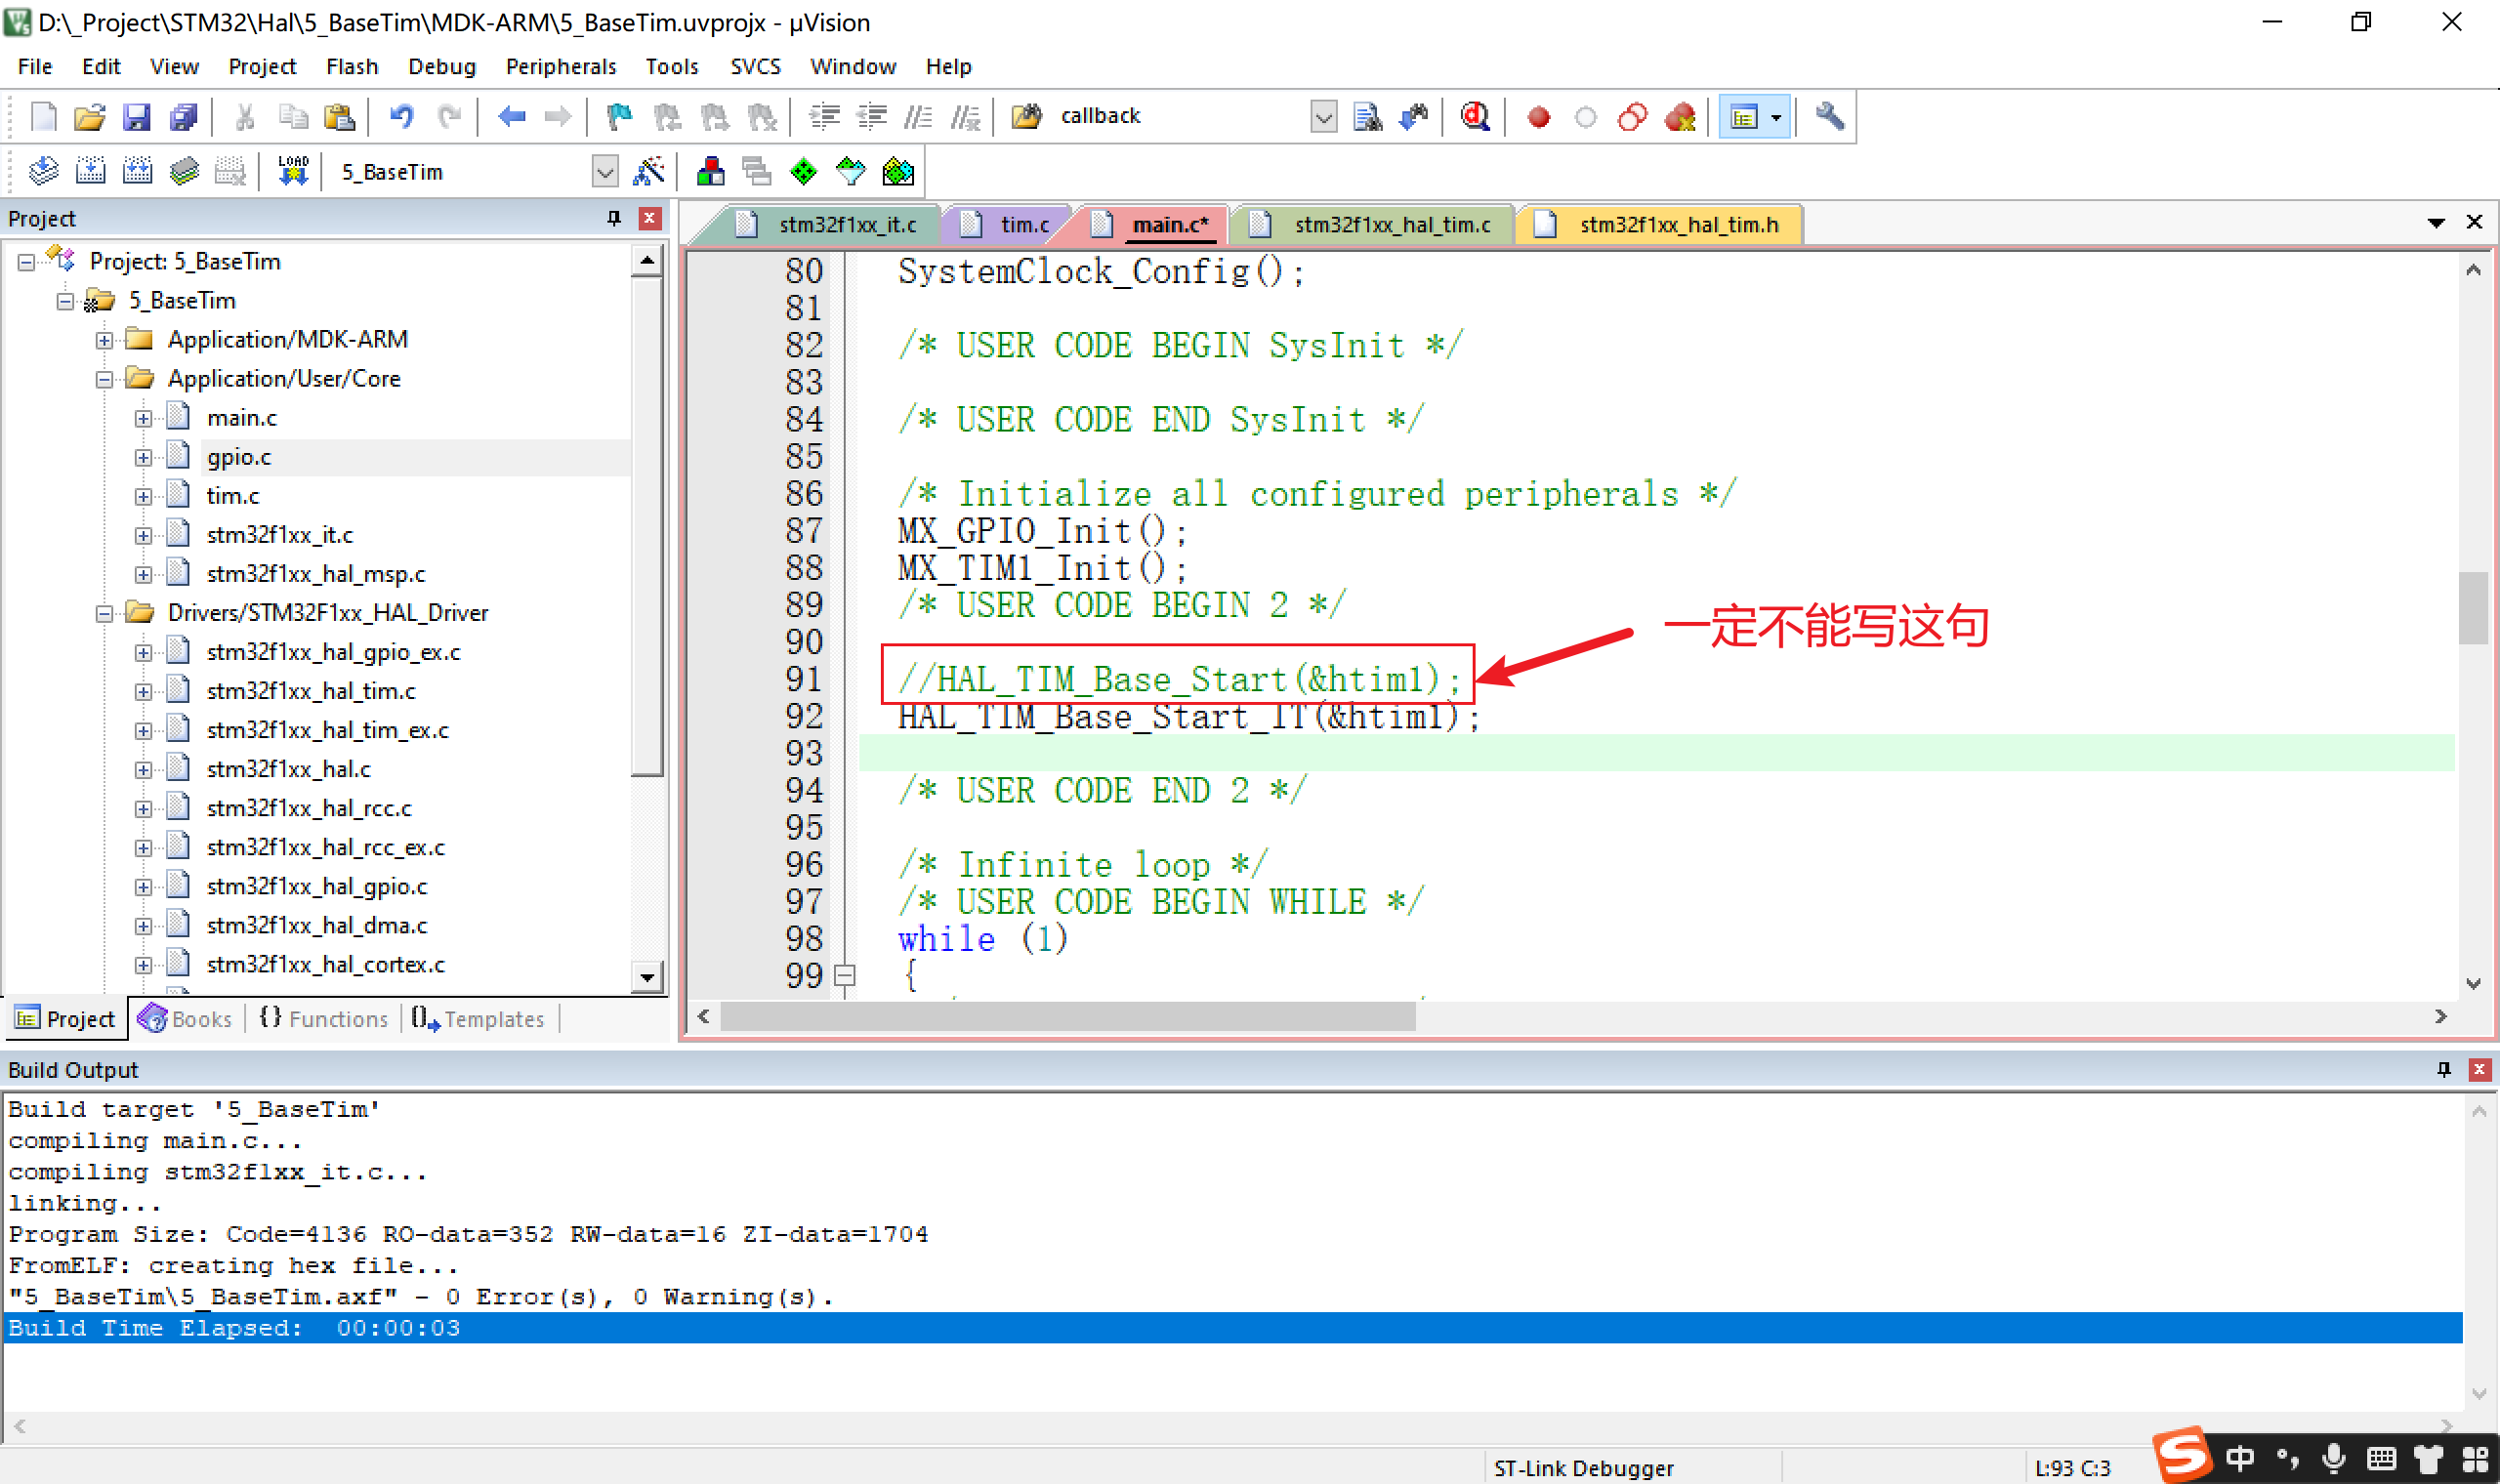 D:\_Project\STM32\Hal\5_BaseTim\MDK-ARM\5_BaseTim.uvprojx - µVision
File Edit View Project Flash Debug Peripherals Tools SVCS Window Help
callback
LOAD 5_BaseTim
Project
Project: 5_BaseTim
5_BaseTim
Application/MDK-ARM
Application/User/Core
main.c
gpio.c
tim.c
stm32f1xx_it.c
stm32f1xx_hal_msp.c
Drivers/STM32F1xx_HAL_Driver
stm32f1xx_hal_gpio_ex.c
stm32f1xx_hal_tim.c
stm32f1xx_hal_tim_ex.c
stm32f1xx_hal.c
stm32f1xx_hal_rcc.c
stm32f1xx_hal_rcc_ex.c
stm32f1xx_hal_gpio.c
stm32f1xx_hal_dma.c
stm32f1xx_hal_cortex.c
Project Books {} Functions Templates
stm32f1xx_it.c tim.c main.c* stm32f1xx_hal_tim.c stm32f1xx_hal_tim.h
80 SystemClock_Config();
81
82 /* USER CODE BEGIN SysInit */
83
84 /* USER CODE END SysInit */
85
86 /* Initialize all configured peripherals */
87 MX_GPIO_Init();
88 MX_TIM1_Init();
89 /* USER CODE BEGIN 2 */
90
一定不能写这句
91 //HAL_TIM_Base_Start(&htim1);
92 HAL_TIM_Base_Start_IT(&htim1);
93
94 /* USER CODE END 2 */
95
96 /* Infinite loop */
97 /* USER CODE BEGIN WHILE */
98 while (1)
99 {
Build Output
Build target '5_BaseTim'
compiling main.c...
compiling stm32f1xx_it.c...
linking...
Program Size: Code=4136 RO-data=352 RW-data=16 ZI-data=1704
FromELF: creating hex file...
"5_BaseTim\5_BaseTim.axf" - 0 Error(s), 0 Warning(s).
Build Time Elapsed:  00:00:03
ST-Link Debugger
L:93 C:3
中